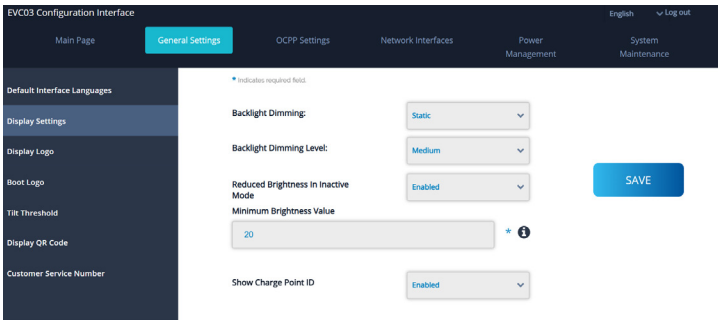 EVC03 Configuration Interface
English Log out
Main Page General Settings OCPP Settings Network Interfaces Power Management System Maintenance
* Indicates required field.
Default Interface Languages
Display Settings
Display Logo
Boot Logo
Tilt Threshold
Display QR Code
Customer Service Number
Backlight Dimming: Static
Backlight Dimming Level: Medium
Reduced Brightness In Inactive
Mode
Enabled
Minimum Brightness Value
20 *
Show Charge Point ID Enabled
SAVE